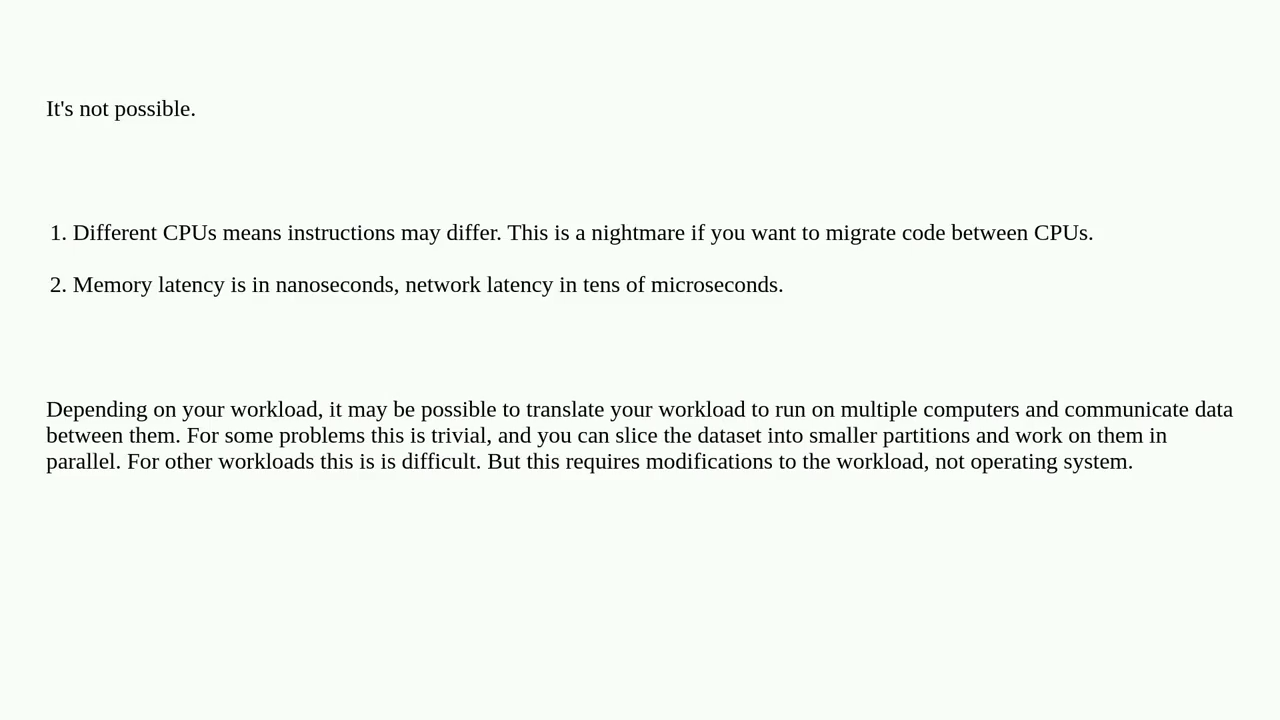 It's not possible.
1. Different CPUs means instructions may differ. This is a nightmare if you want to migrate code between CPUs.
2. Memory latency is in nanoseconds, network latency in tens of microseconds.
Depending on your workload, it may be possible to translate your workload to run on multiple computers and communicate data
between them. For some problems this is trivial, and you can slice the dataset into smaller partitions and work on them in
parallel. For other workloads this is is difficult. But this requires modifications to the workload, not operating system.